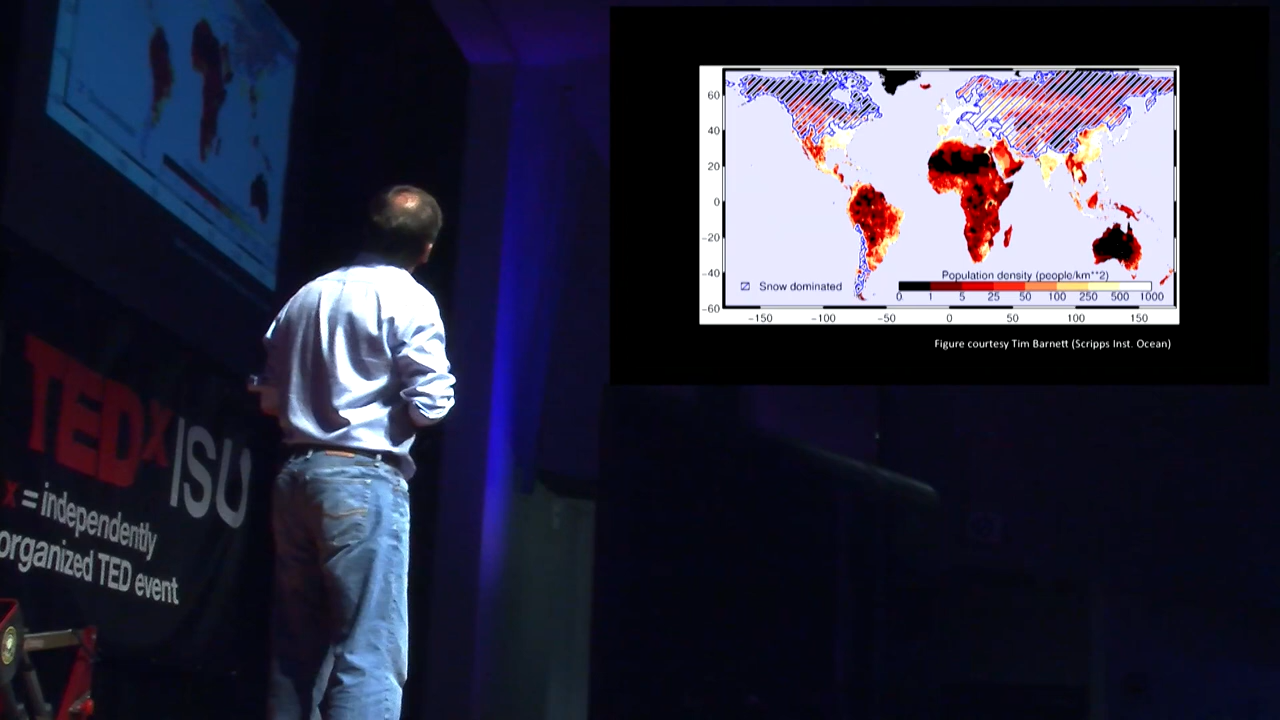 TEDx ISU
x = independently
organized TED event
60
40
20
0
−20
−40
−60
Population density (people/km**2)
Snow dominated
0 1 5 25 50 100 250 500 1000
−150 −100 −50 0 50 100 150
Figure courtesy Tim Barnett (Scripps Inst. Ocean)